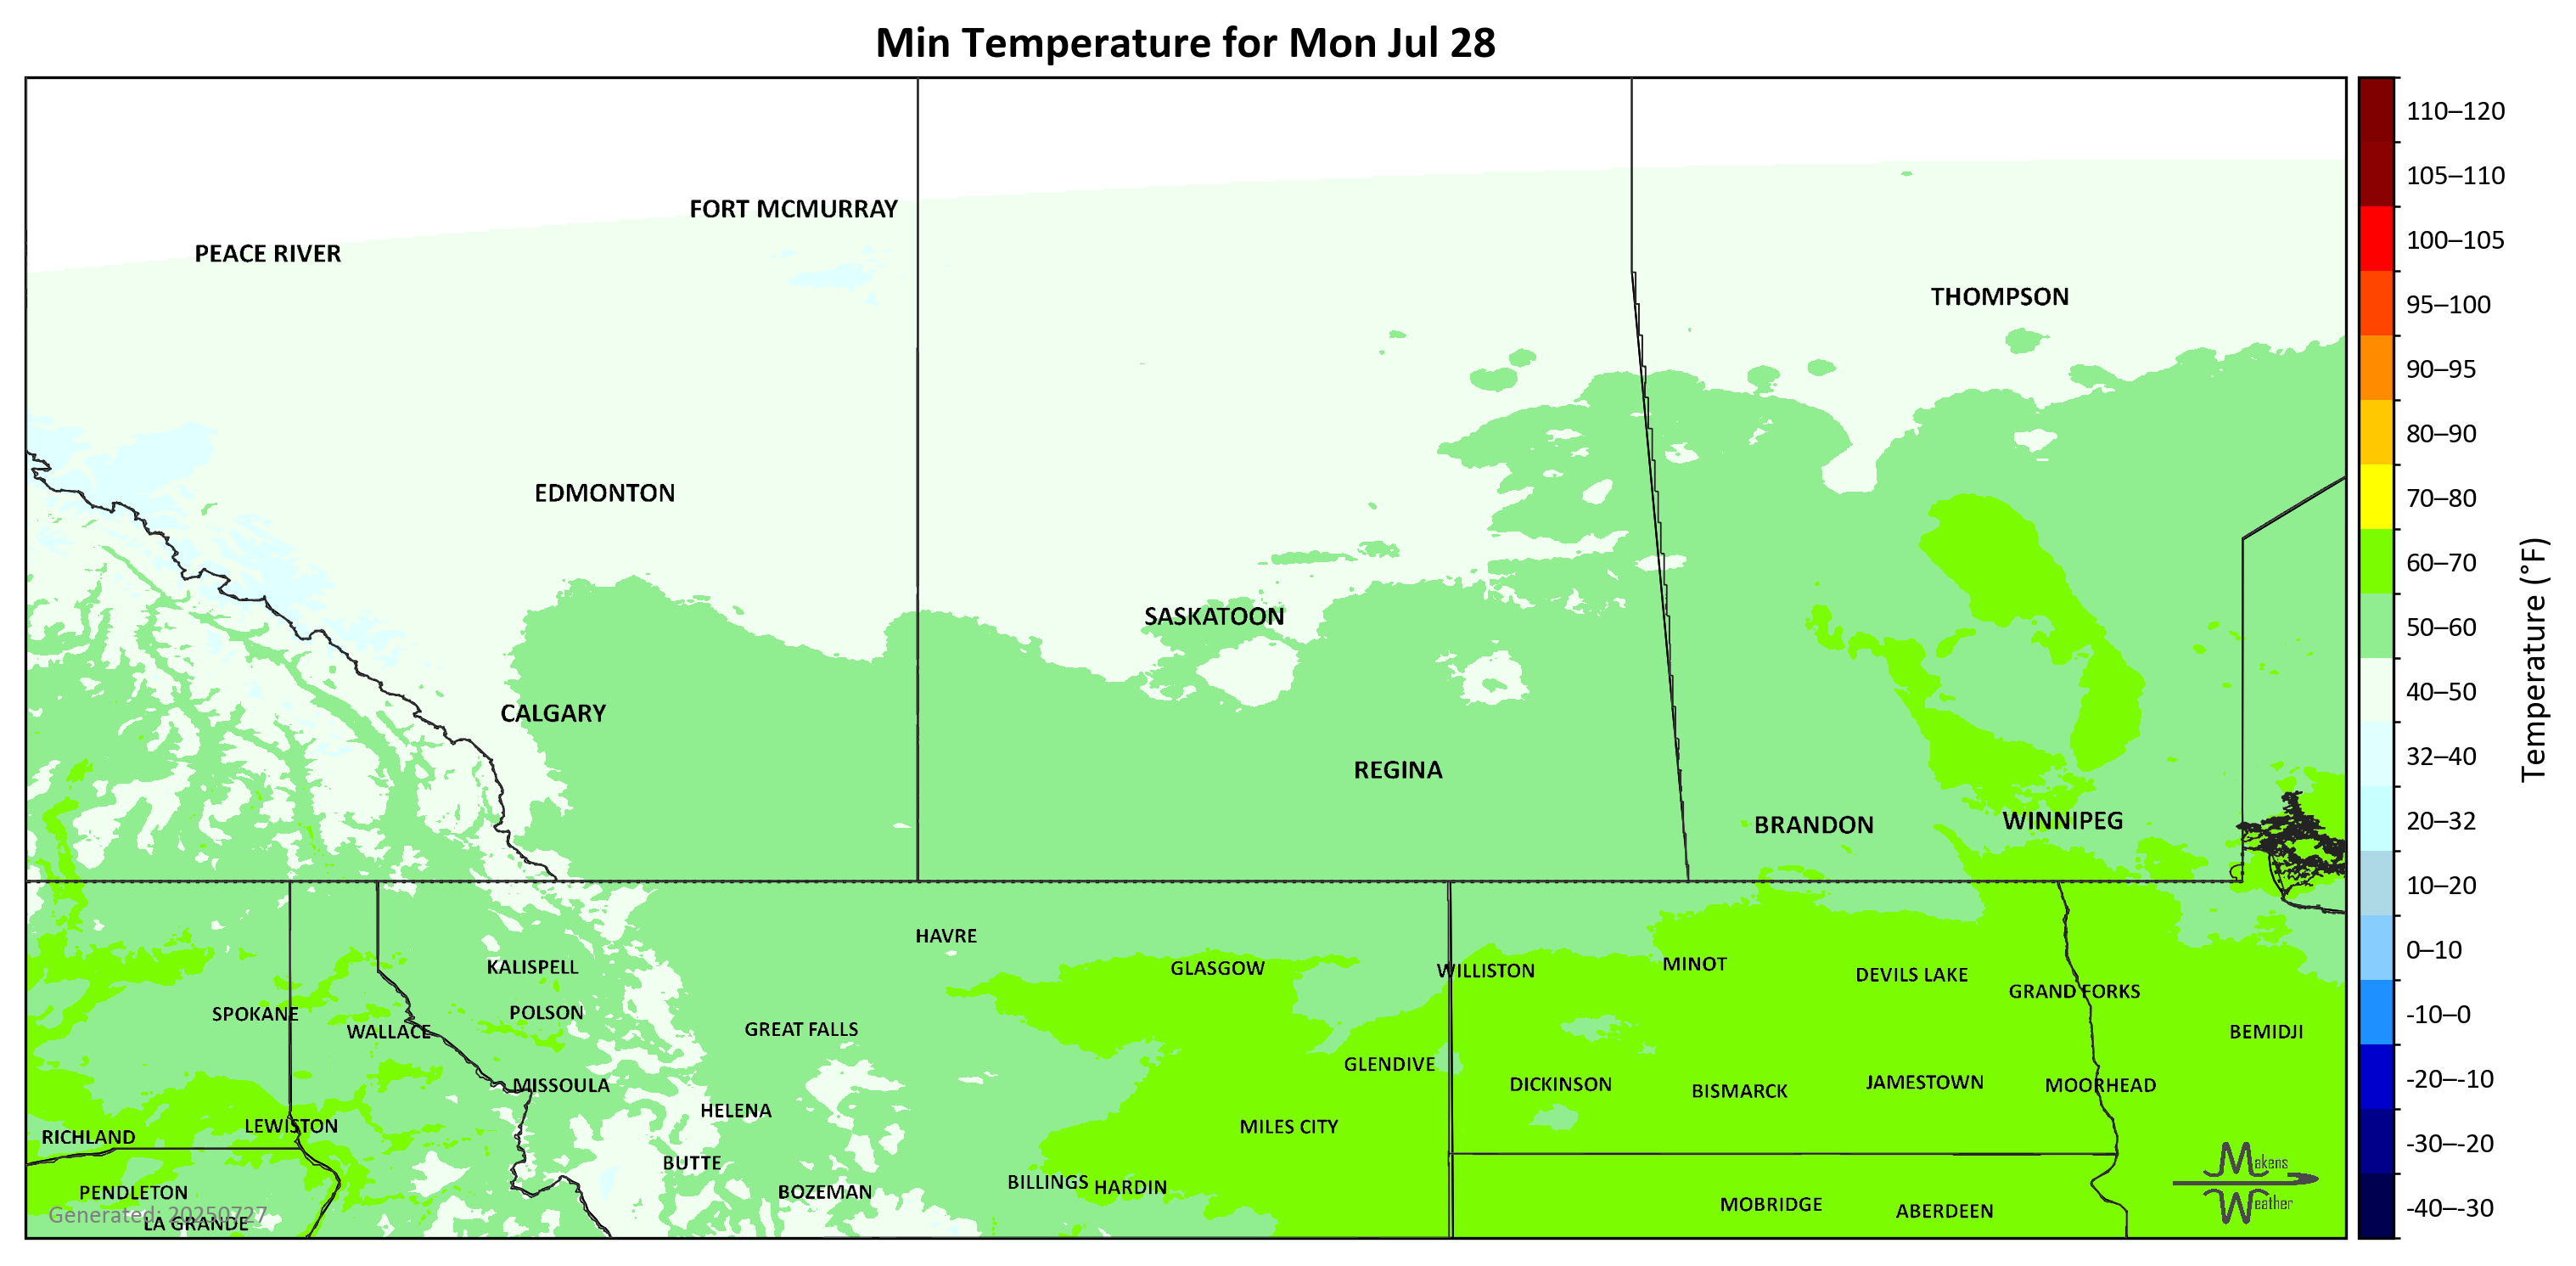 Min Temperature for Mon Jul 28
FORT MCMURRAY
PEACE RIVER
THOMPSON
EDMONTON
SASKATOON
CALGARY
REGINA
BRANDON
WINNIPEG
HAVRE
KALISPELL
GLASGOW
WILLISTON
MINOT
DEVILS LAKE
GRAND FORKS
SPOKANE
POLSON
WALLACE
GREAT FALLS
BEMIDJI
GLENDIVE
MISSOULA
DICKINSON
BISMARCK
JAMESTOWN
MOORHEAD
HELENA
LEWISTON
MILES CITY
RICHLAND
BUTTE
BILLINGS
HARDIN
PENDLETON
BOZEMAN
MOBRIDGE
ABERDEEN
Generated: 20250727
LA GRANDE
Makens
Weather
110–120
105–110
100–105
95–100
90–95
80–90
70–80
60–70
50–60
40–50
32–40
20–32
10–20
0–10
-10–0
-20–-10
-30–-20
-40–-30
Temperature (°F)